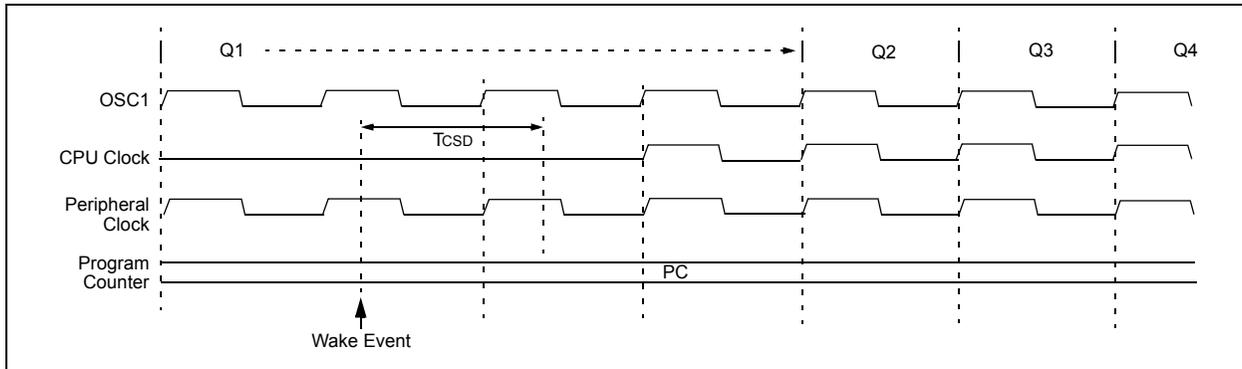 Q1 Q2 Q3 Q4
OSC1
TCSD
CPU Clock
Peripheral
Clock
Program
Counter
PC
Wake Event